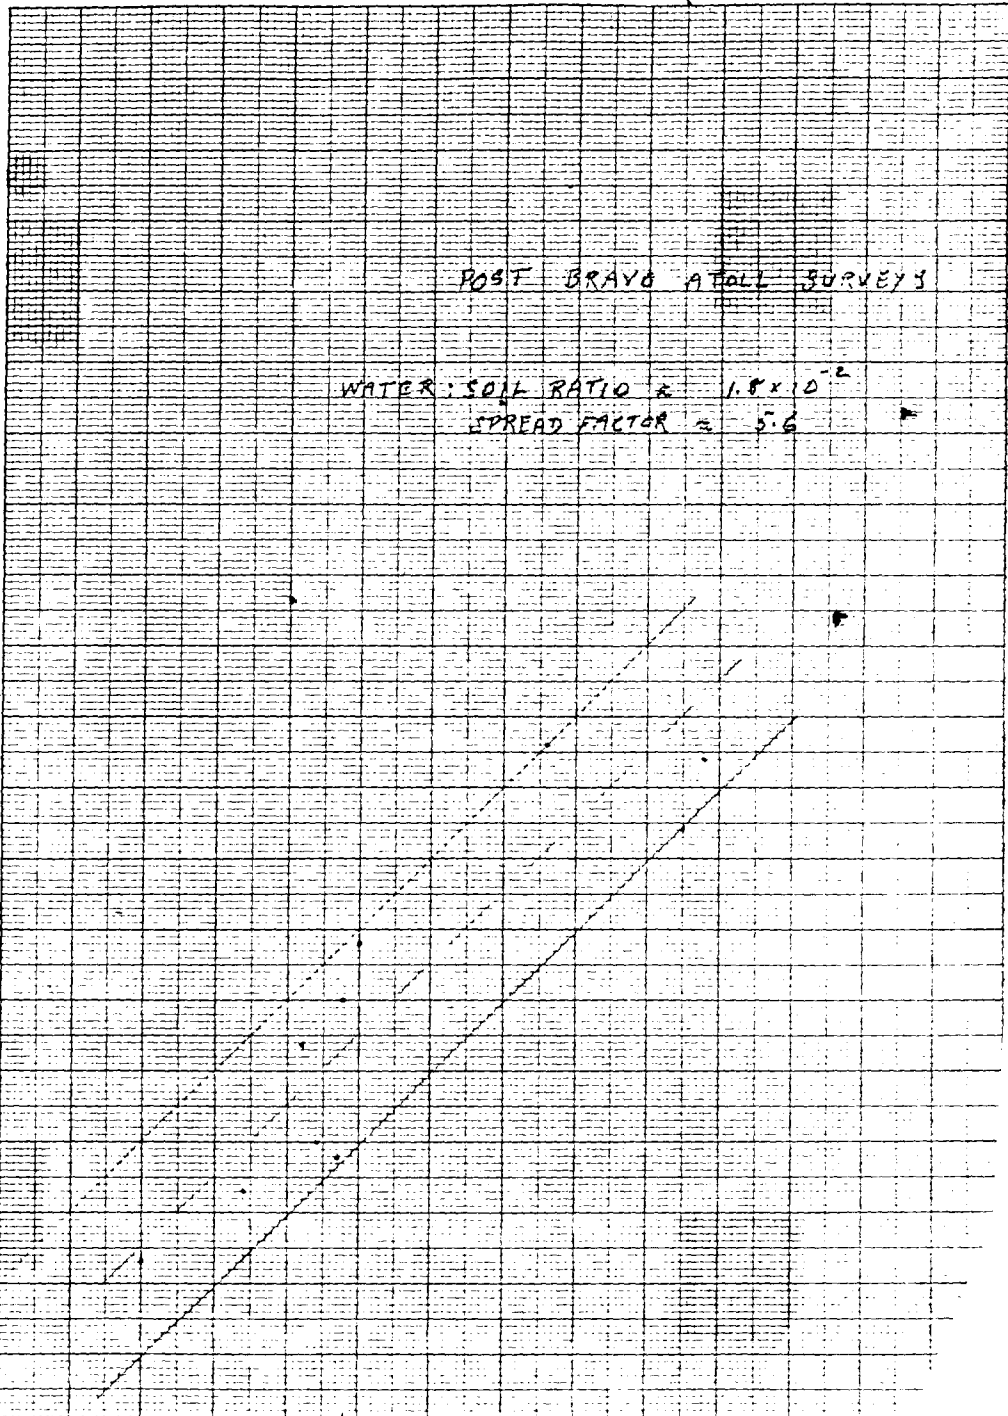 POST BRAVO ATOLL SURVEYS
WATER : SOIL RATIO ≈ 1.8 x 10⁻²
SPREAD FACTOR ≈ 5.6